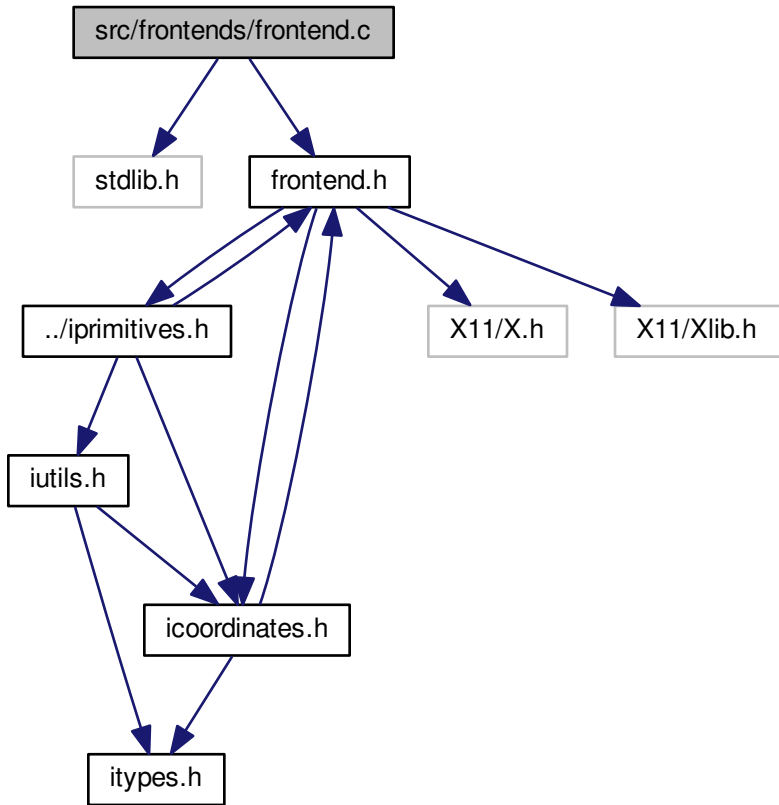 src/frontends/frontend.c
stdlib.h
frontend.h
../iprimitives.h
X11/X.h
X11/Xlib.h
iutils.h
icoordinates.h
itypes.h